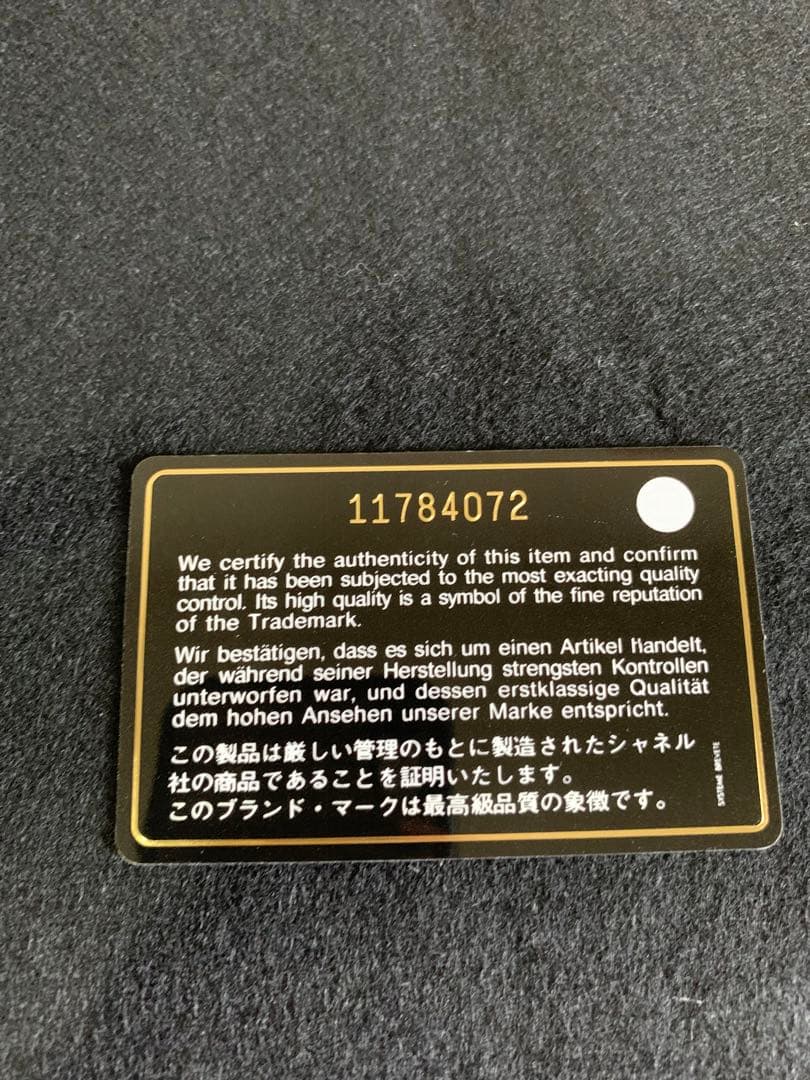 11784072
We certify the authenticity of this item and confirm
that it has been subjected to the most exacting quality
control. Its high quality is a symbol of the fine reputation
of the Trademark.
Wir bestätigen, dass es sich um einen Artikel handelt,
der während seiner Herstellung strengsten Kontrollen
unterworfen war, und dessen erstklassige Qualität
dem hohen Ansehen unserer Marke entspricht.
この製品は厳しい管理のもとに製造されたシャネル
社の商品であることを証明いたします。
このブランド・マークは最高級品質の象徴です。
SYSTEME BREVETE